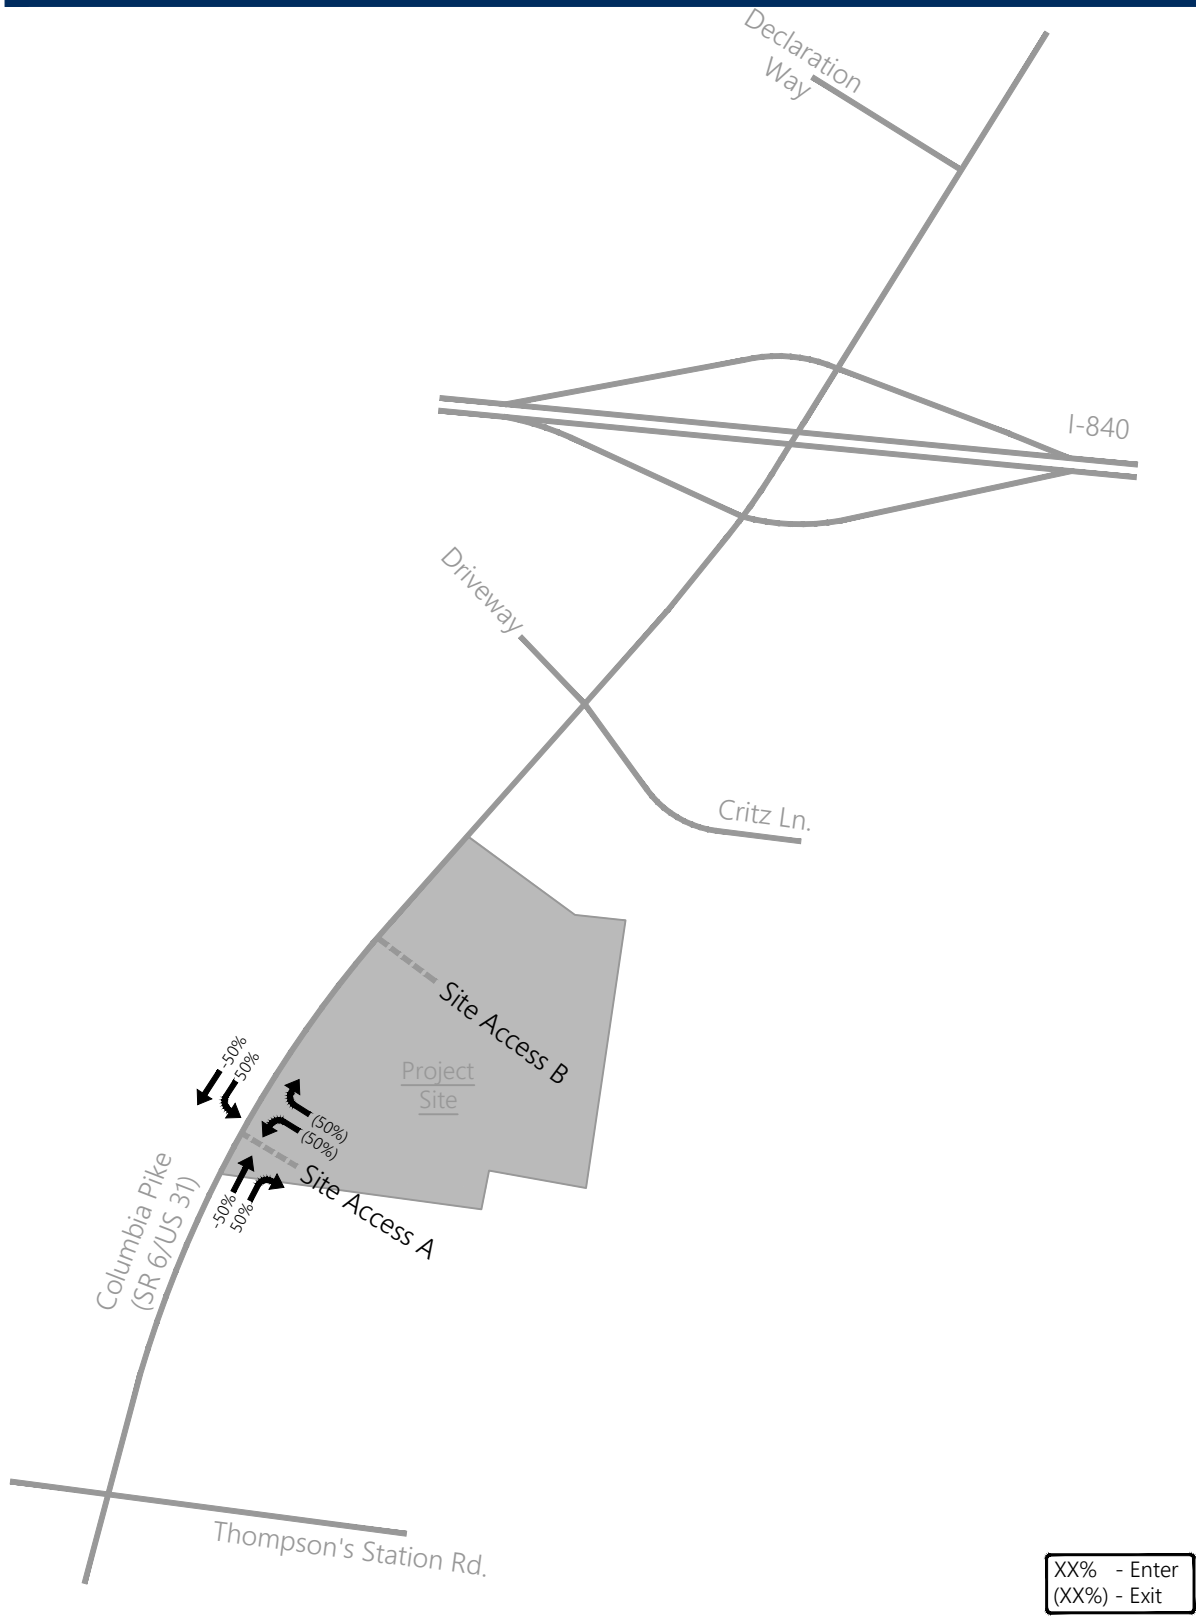 Declaration
Way
I-840
Driveway
Critz Ln.
Site Access B
Project
Site
-50%
50%
(50%)
(50%)
Site Access A
-50%
50%
Columbia Pike
(SR 6/US 31)
Thompson's Station Rd.
XX% - Enter
(XX%) - Exit